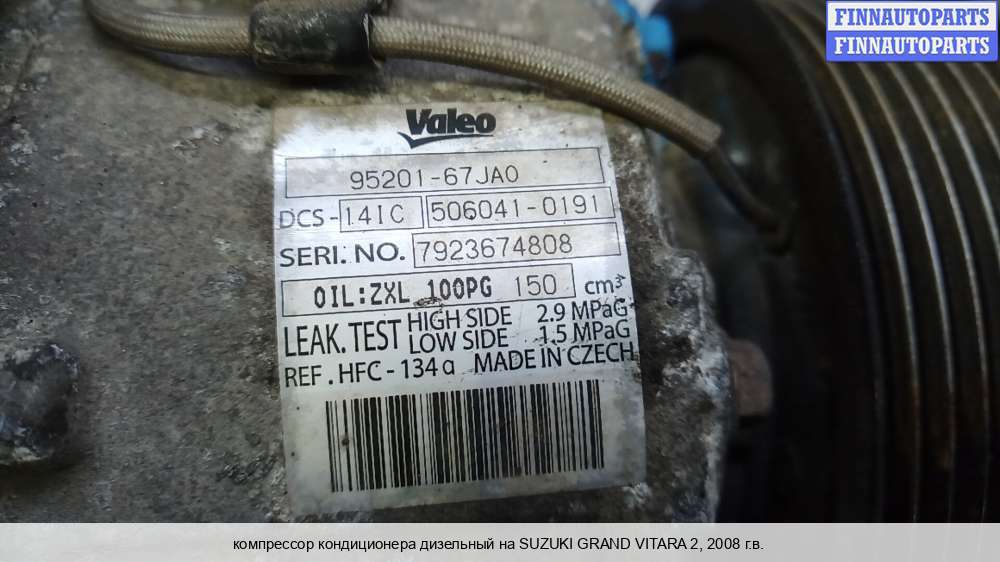 FINNAUTOPARTS
FINNAUTOPARTS
Valeo
95201-67JA0
DCS- 141C 506041-0191
SERI. NO. 7923674808
OIL:ZXL 100PG 150 cm³
LEAK. TEST HIGH SIDE 2.9 MPaG
LOW SIDE 1.5 MPaG
REF. HFC - 134a MADE IN CZECH
компрессор кондиционера дизельный на SUZUKI GRAND VITARA 2, 2008 г.в.